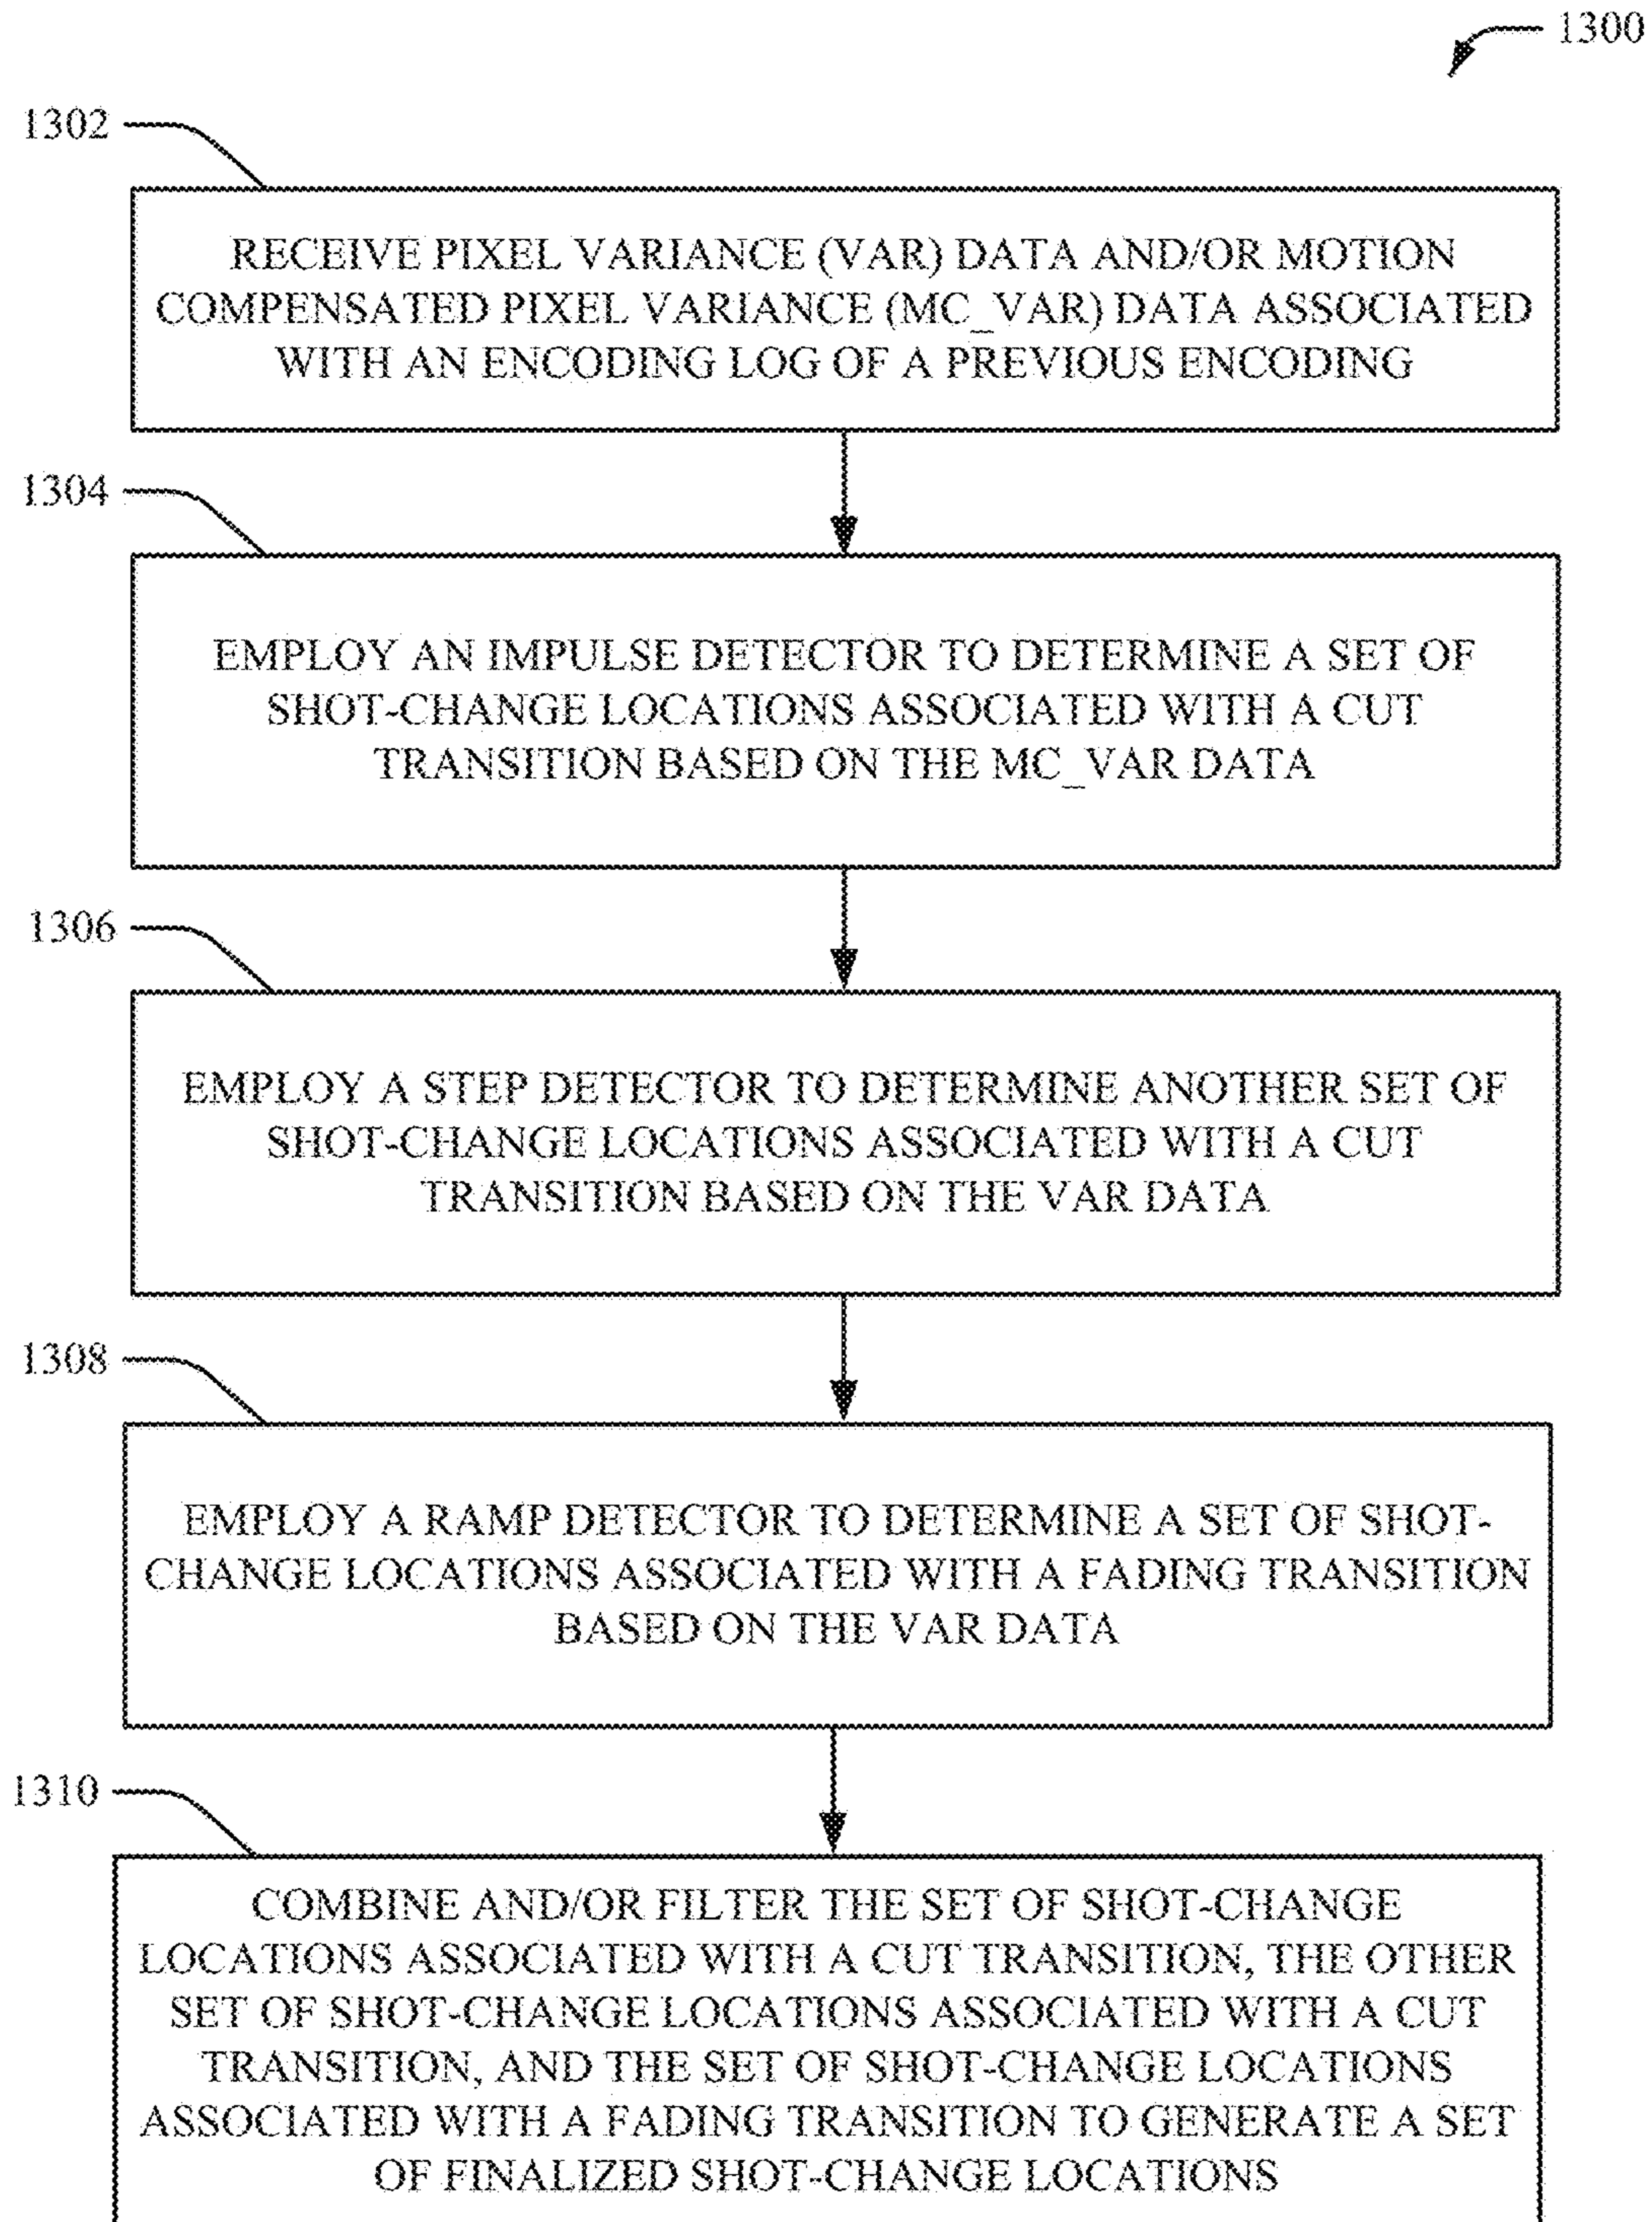 1300
1302
RECEIVE PIXEL VARIANCE (VAR) DATA AND/OR MOTION
COMPENSATED PIXEL VARIANCE (MC_VAR) DATA ASSOCIATED
WITH AN ENCODING LOG OF A PREVIOUS ENCODING
1304
EMPLOY AN IMPULSE DETECTOR TO DETERMINE A SET OF
SHOT-CHANGE LOCATIONS ASSOCIATED WITH A CUT
TRANSITION BASED ON THE MC_VAR DATA
1306
EMPLOY A STEP DETECTOR TO DETERMINE ANOTHER SET OF
SHOT-CHANGE LOCATIONS ASSOCIATED WITH A CUT
TRANSITION BASED ON THE VAR DATA
1308
EMPLOY A RAMP DETECTOR TO DETERMINE A SET OF SHOT-
CHANGE LOCATIONS ASSOCIATED WITH A FADING TRANSITION
BASED ON THE VAR DATA
1310
COMBINE AND/OR FILTER THE SET OF SHOT-CHANGE
LOCATIONS ASSOCIATED WITH A CUT TRANSITION, THE OTHER
SET OF SHOT-CHANGE LOCATIONS ASSOCIATED WITH A CUT
TRANSITION, AND THE SET OF SHOT-CHANGE LOCATIONS
ASSOCIATED WITH A FADING TRANSITION TO GENERATE A SET
OF FINALIZED SHOT-CHANGE LOCATIONS